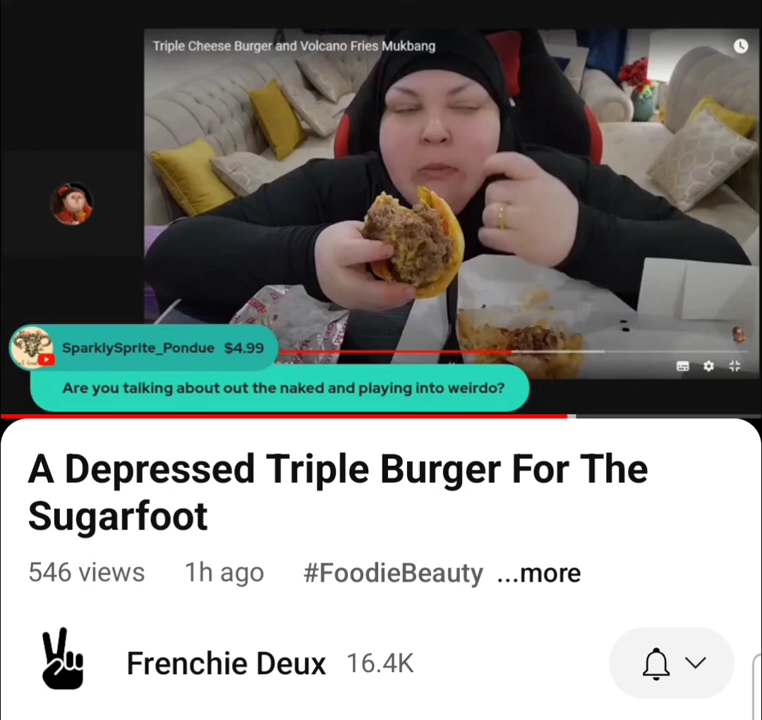 Triple Cheese Burger and Volcano Fries Mukbang
SparklySprite_Pondue $4.99
Are you talking about out the naked and playing into weirdo?
A Depressed Triple Burger For The
Sugarfoot
546 views 1h ago #FoodieBeauty ...more
Frenchie Deux 16.4K